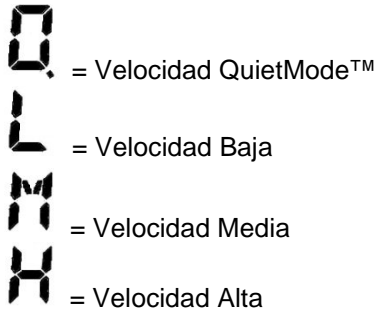 Q = Velocidad QuietMode™
L = Velocidad Baja
M = Velocidad Media
H = Velocidad Alta